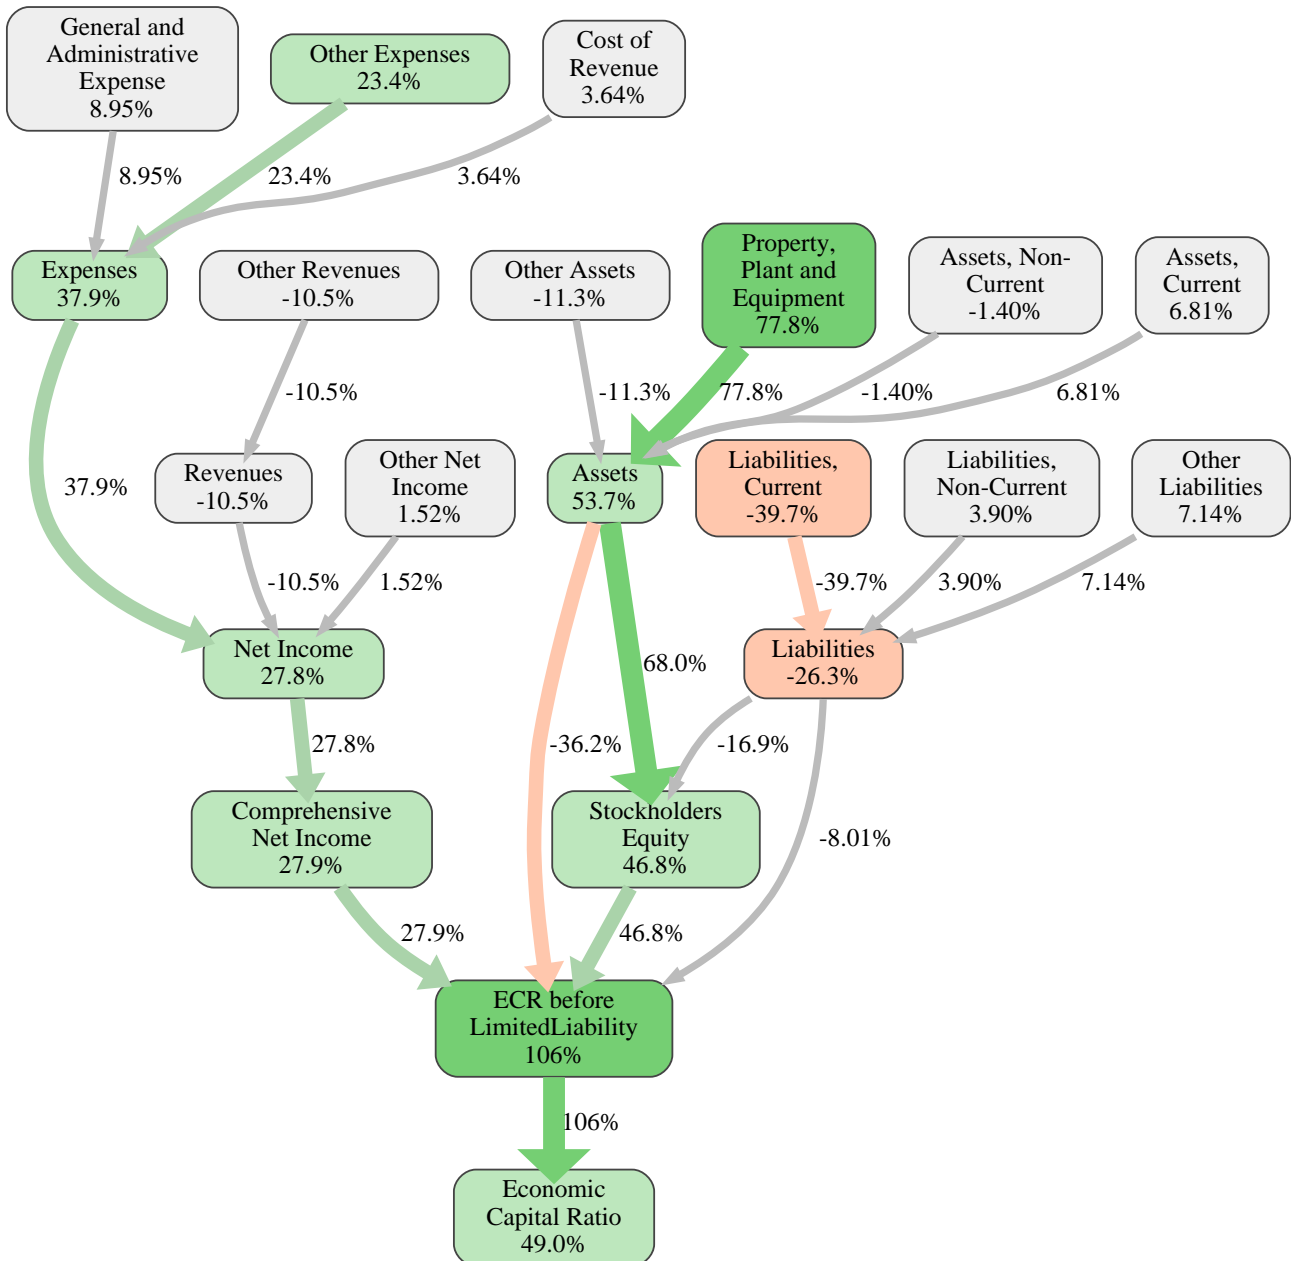 General and
Administrative
Expense
8.95%
Other Expenses
23.4%
Cost of
Revenue
3.64%
8.95%
23.4%
3.64%
Expenses
37.9%
Other Revenues
-10.5%
Other Assets
-11.3%
Property,
Plant and
Equipment
77.8%
Assets, Non-
Current
-1.40%
Assets,
Current
6.81%
-10.5%
-11.3%
77.8%
-1.40%
6.81%
37.9%
Revenues
-10.5%
Other Net
Income
1.52%
Assets
53.7%
Liabilities,
Current
-39.7%
Liabilities,
Non-Current
3.90%
Other
Liabilities
7.14%
-10.5%
1.52%
-39.7%
3.90%
7.14%
Net Income
27.8%
68.0%
Liabilities
-26.3%
27.8%
-36.2%
-16.9%
Comprehensive
Net Income
27.9%
Stockholders
Equity
46.8%
-8.01%
27.9%
46.8%
ECR before
LimitedLiability
106%
106%
Economic
Capital Ratio
49.0%